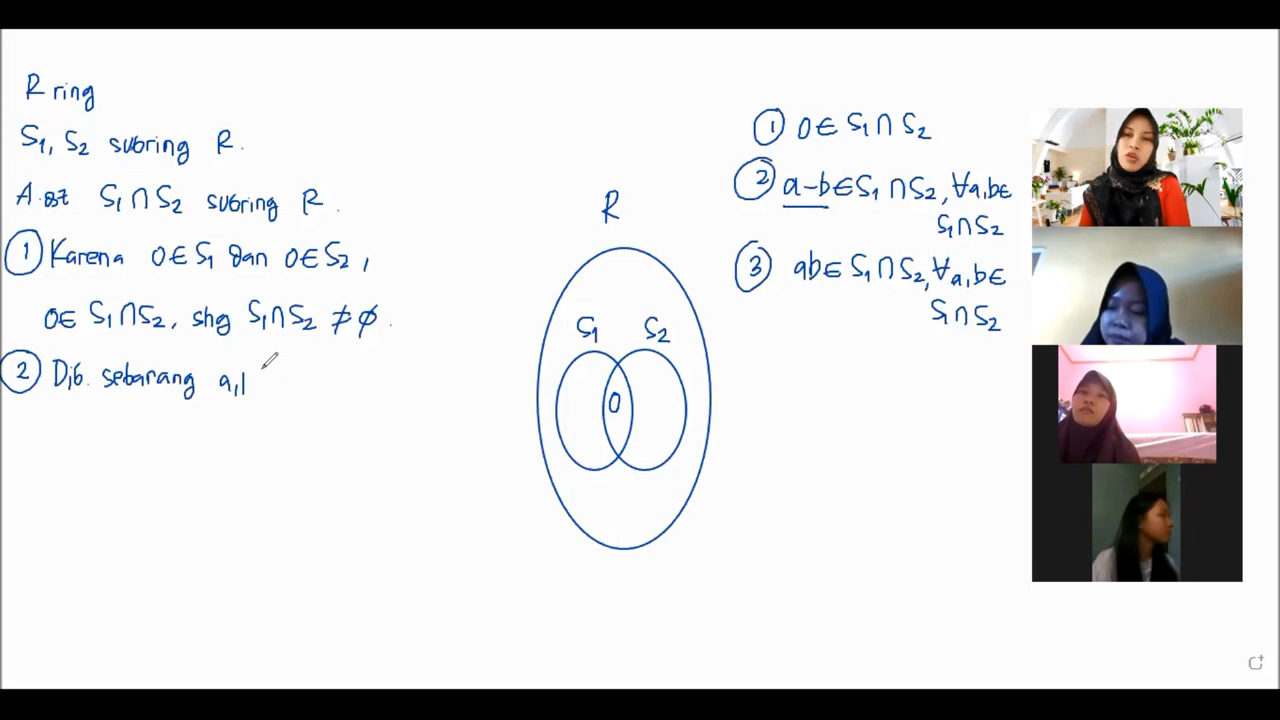 R ring
S₁, S₂ subring R.
A.dst S₁ ∩ S₂ subring R.
① Karena 0 ∈ S₁ dan 0 ∈ S₂,
0 ∈ S₁ ∩ S₂, shg S₁ ∩ S₂ ≠ ∅.
② Dib. sebarang a,
R
S₁ S₂
0
① 0 ∈ S₁ ∩ S₂
② a-b ∈ S₁ ∩ S₂, ∀a,b ∈
S₁ ∩ S₂
③ ab ∈ S₁ ∩ S₂, ∀a,b ∈
S₁ ∩ S₂